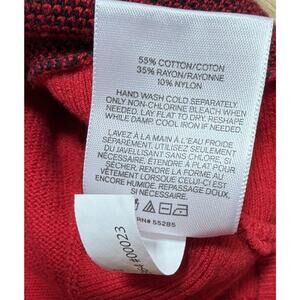 55% COTTON/COTON
35% RAYON/RAYONNE
10% NYLON
HAND WASH COLD SEPARATELY
ONLY NON-CHLORINE BLEACH WHEN
NEEDED. LAY FLAT TO DRY. RESHAPE
WHILE DAMP COOL IRON IF NEEDED.
LAVEZ À LA MAIN À L'EAU FROIDE
SÉPARÉMENT, UTILISEZ SEULEMENT
DU JAVELLISANT SANS CHLORE, SI
NÉCESSAIRE. ÉTENDRE À PLAT POUR
SÉCHER. RENDRE LA FORME AU
VÊTEMENT LORSQUE CELUI-CI EST
ENCORE HUMIDE. REPASSAGE DOUX,
SI NÉCESSAIRE.
RN# 55285